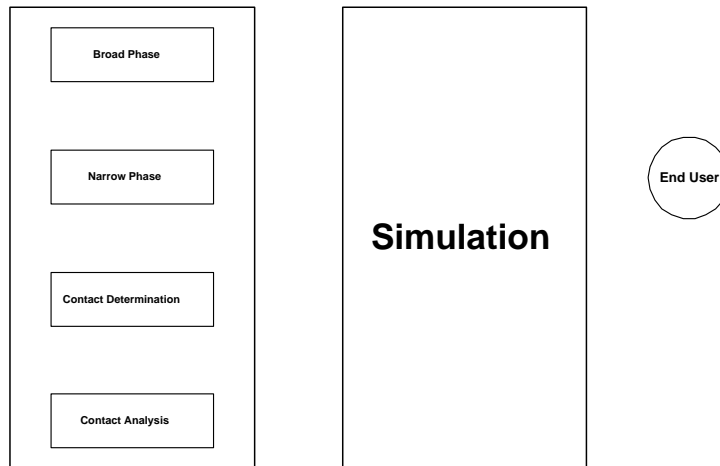 Broad Phase
Narrow Phase
Contact Determination
Contact Analysis
Simulation
End User